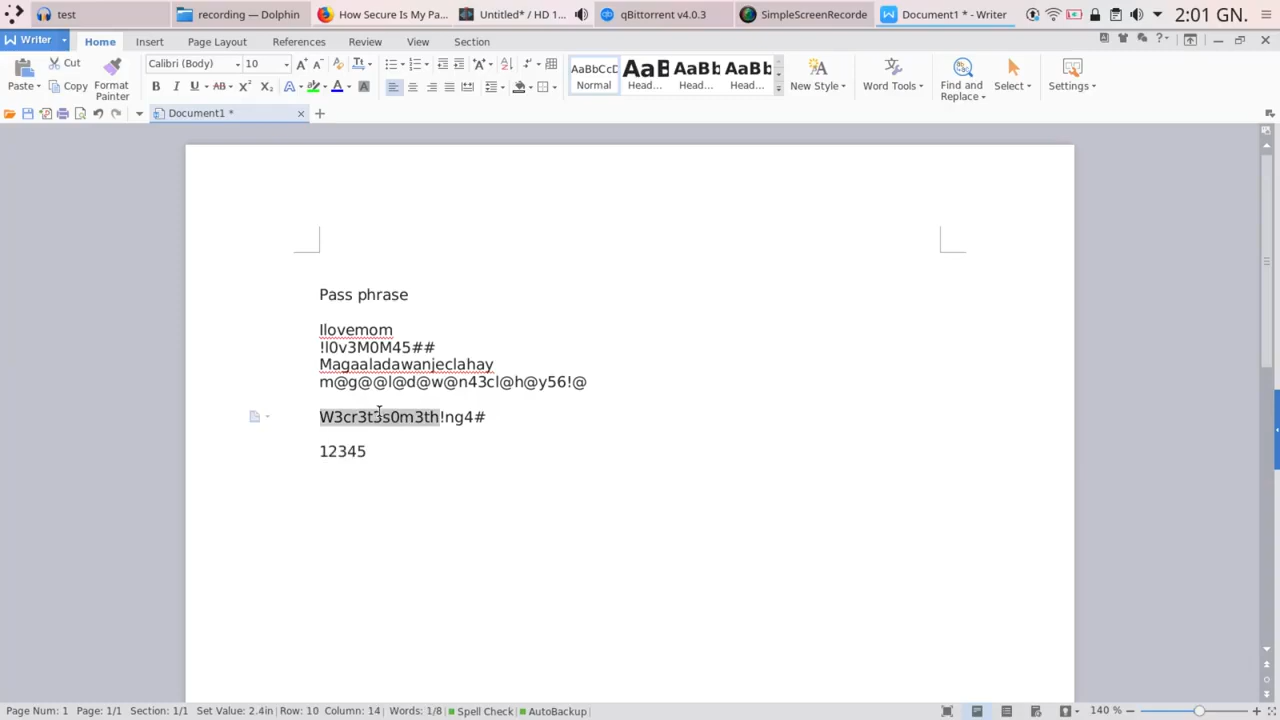 test
recording — Dolphin
How Secure Is My Pa...
Untitled* / HD 1...
qBittorrent v4.0.3
SimpleScreenRecorde
Document1 * - Writer
2:01 GN.
Writer
Home
Insert
Page Layout
References
Review
View
Section
Paste
Cut
Copy
Format
Painter
Calibri (Body)
10
AaBbCcD
Normal
AaB
Head...
AaBb
Head...
AaBb
Head...
New Style
Word Tools
Find and
Replace
Select
Settings
Document1 *
Pass phrase
Ilovemom
!l0v3M0M45##
Magaaladawanjeclahay
m@g@@l@d@w@n43cl@h@y56!@
W3cr3t3s0m3th!ng4#
12345
Page Num: 1 Page: 1/1 Section: 1/1 Set Value: 2.4in Row: 10 Column: 14 Words: 1/8 Spell Check AutoBackup
140 %